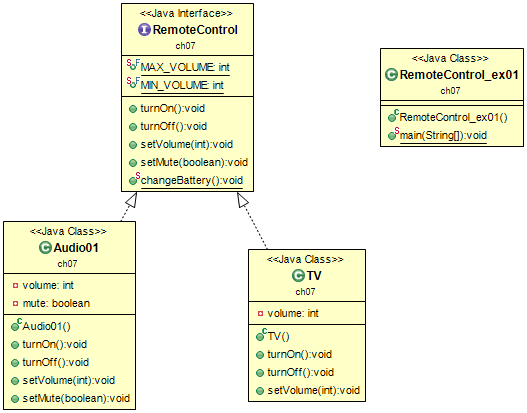 <<Java Interface>>
RemoteControl
ch07
MAX_VOLUME: int
MIN_VOLUME: int
turnOn():void
turnOff():void
setVolume(int):void
setMute(boolean):void
changeBattery():void
<<Java Class>>
RemoteControl_ex01
ch07
RemoteControl_ex01()
main(String[]):void
<<Java Class>>
Audio01
ch07
volume: int
mute: boolean
Audio01()
turnOn():void
turnOff():void
setVolume(int):void
setMute(boolean):void
<<Java Class>>
TV
ch07
volume: int
TV()
turnOn():void
turnOff():void
setVolume(int):void